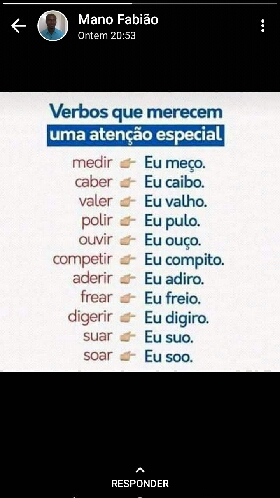 Mano Fabião
Ontem 20:53
Verbos que merecem
uma atenção especial
medir 👉 Eu meço.
caber 👉 Eu caibo.
valer 👉 Eu valho.
polir 👉 Eu pulo.
ouvir 👉 Eu ouço.
competir 👉 Eu compito.
aderir 👉 Eu adiro.
frear 👉 Eu freio.
digerir 👉 Eu digiro.
suar 👉 Eu suo.
soar 👉 Eu soo.
RESPONDER